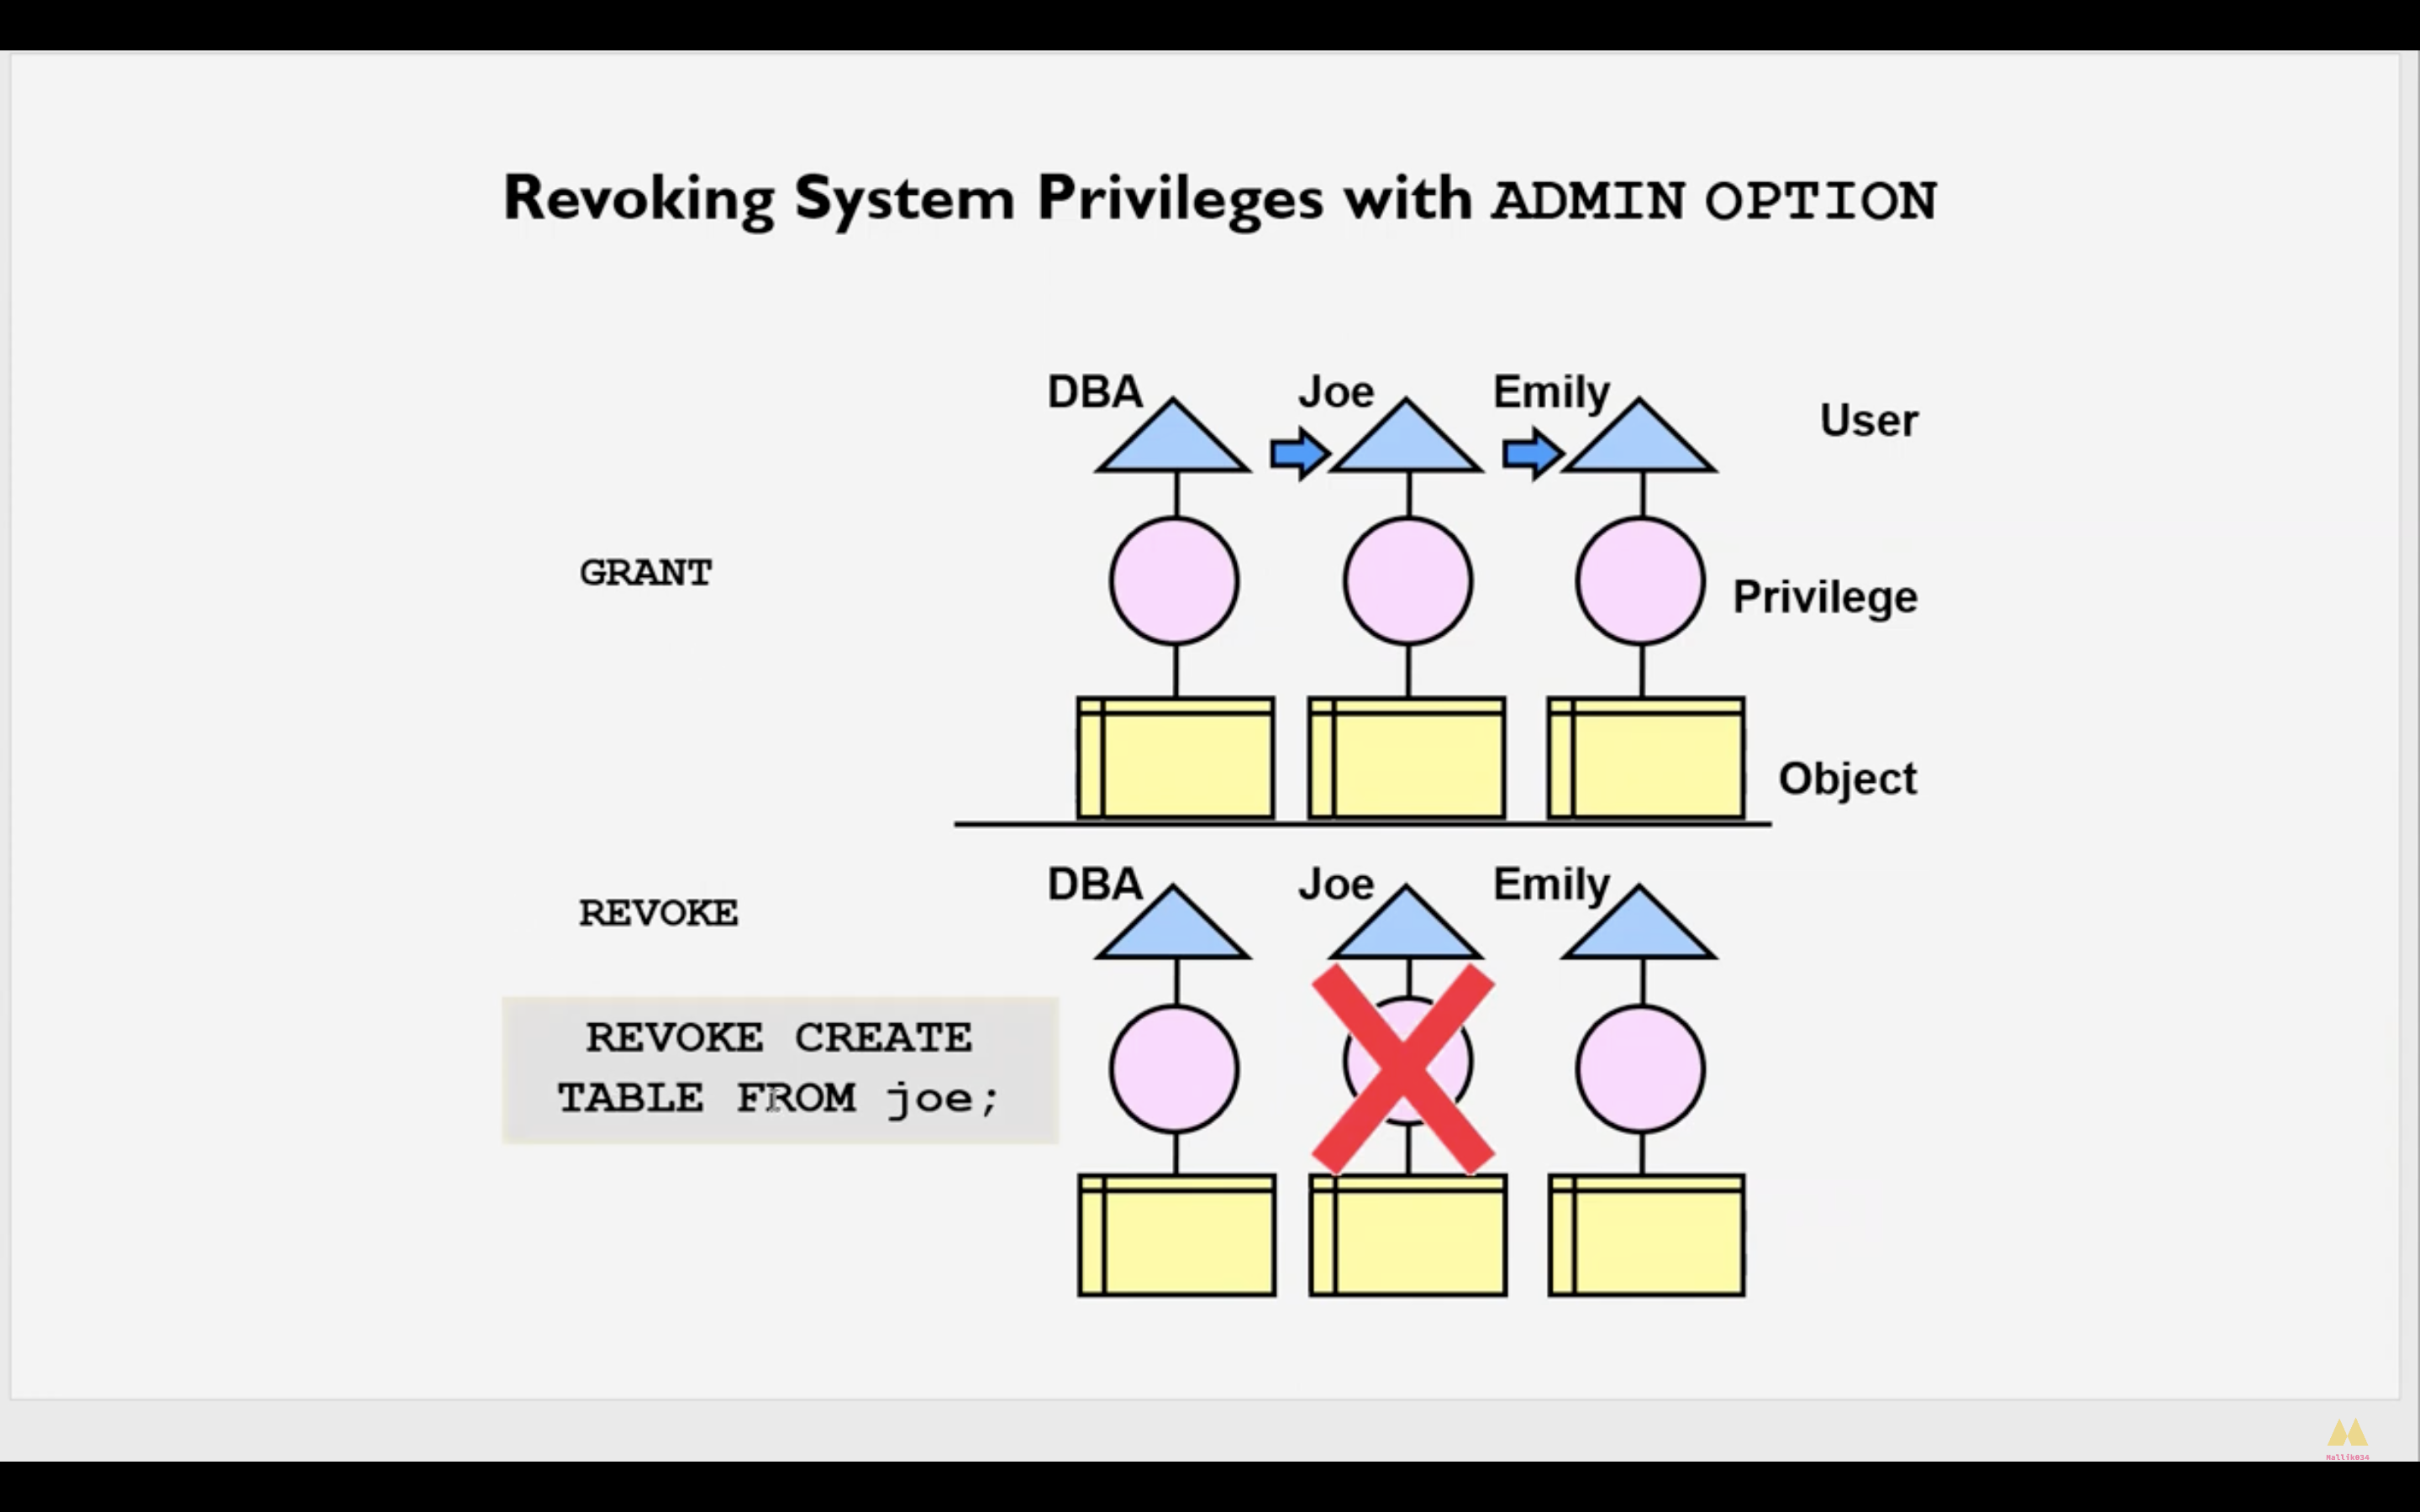 Revoking System Privileges with ADMIN OPTION
DBA Joe Emily
User
GRANT
Privilege
Object
DBA Joe Emily
REVOKE
REVOKE CREATE
TABLE FROM joe;
Mallik034